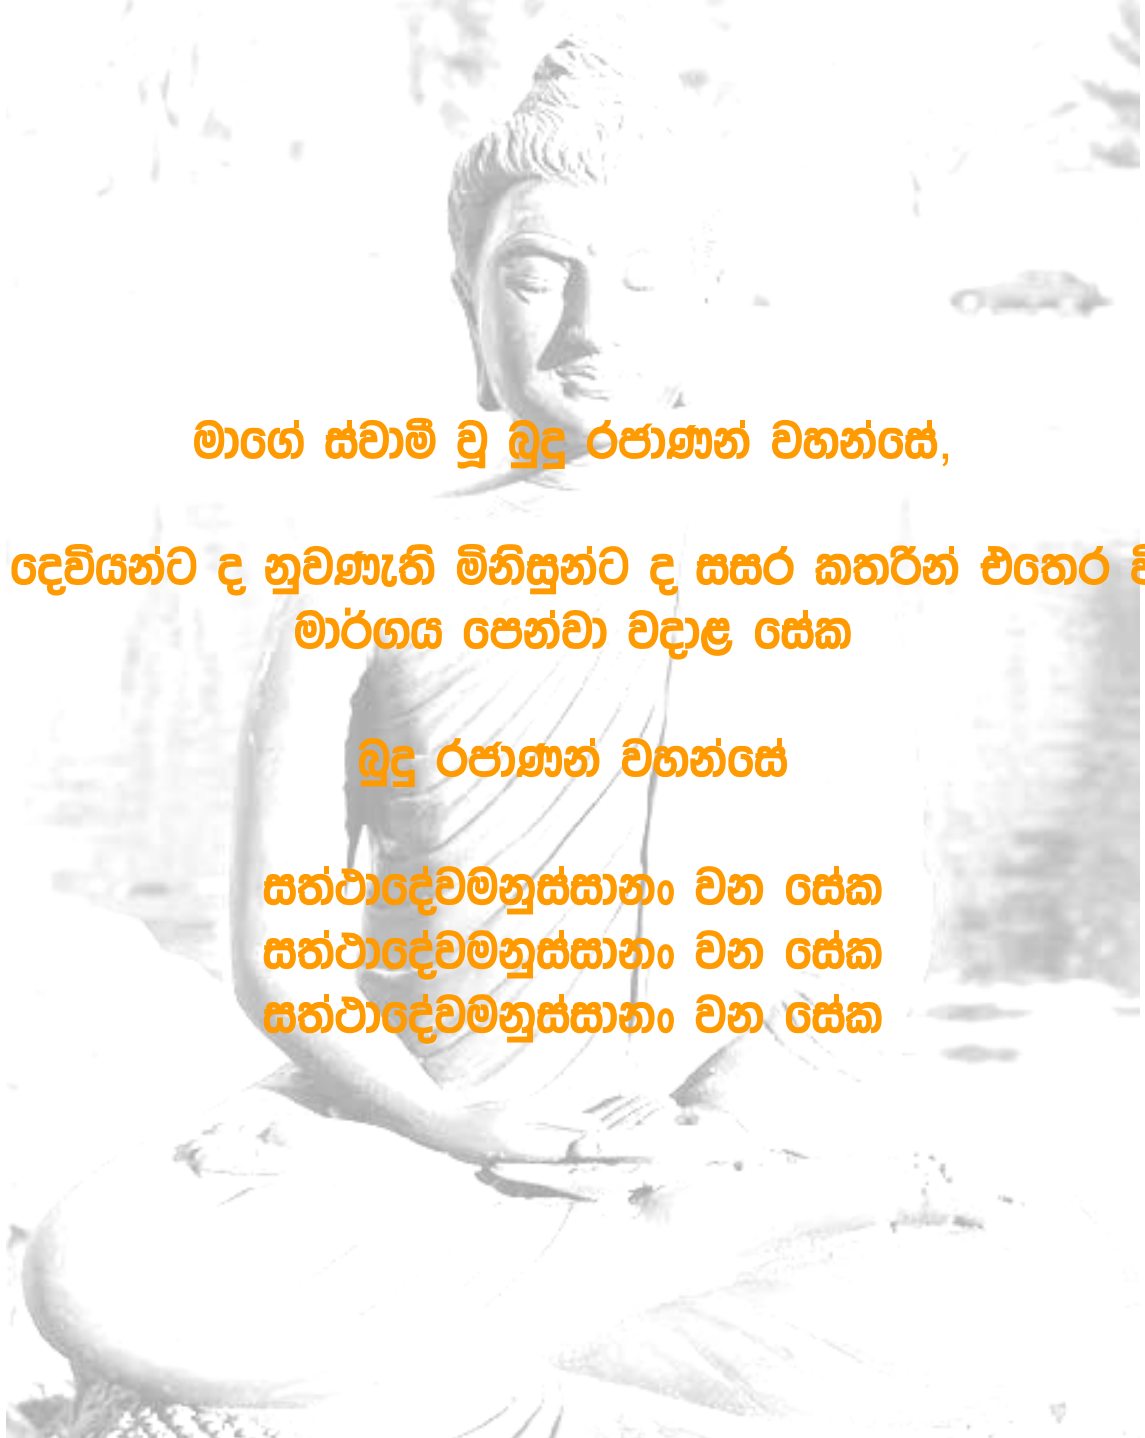 මාගේ ස්වාමී වූ බුදු රජාණන් වහන්සේ,
දෙවියන්ට ද නුවණැති මිනිසුන්ට ද සසර කතරින් එතෙර
මාර්ගය පෙන්වා වදාළ සේක
බුදු රජාණන් වහන්සේ
සත්ථාදේවමනුස්සානං වන සේක
සත්ථාදේවමනුස්සානං වන සේක
සත්ථාදේවමනුස්සානං වන සේක